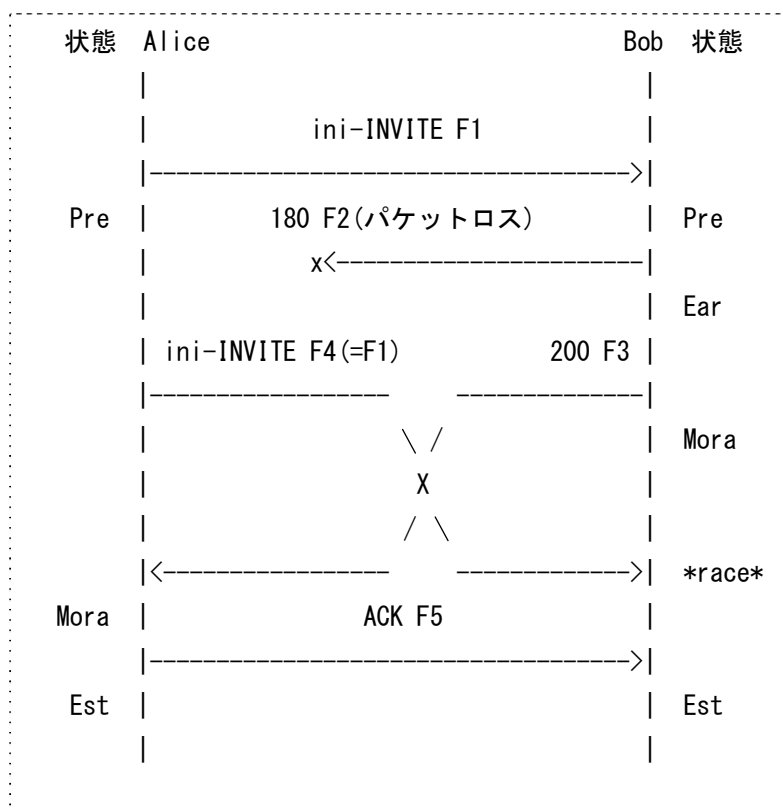 状態 Alice                               Bob  状態
      |                                      |
      |            ini-INVITE F1             |
      |------------------------------------>|
 Pre  |         180 F2(パケットロス)         |  Pre
      |            x<-----------------------|
      |                                      |  Ear
      | ini-INVITE F4(=F1)            200 F3 |
      |------------------     --------------|
      |                   \ /                |  Mora
      |                    X                 |
      |                   / \                |
      |<-----------------     ------------->|  *race*
Mora  |                ACK F5                |
      |------------------------------------>|
 Est  |                                      |  Est
      |                                      |